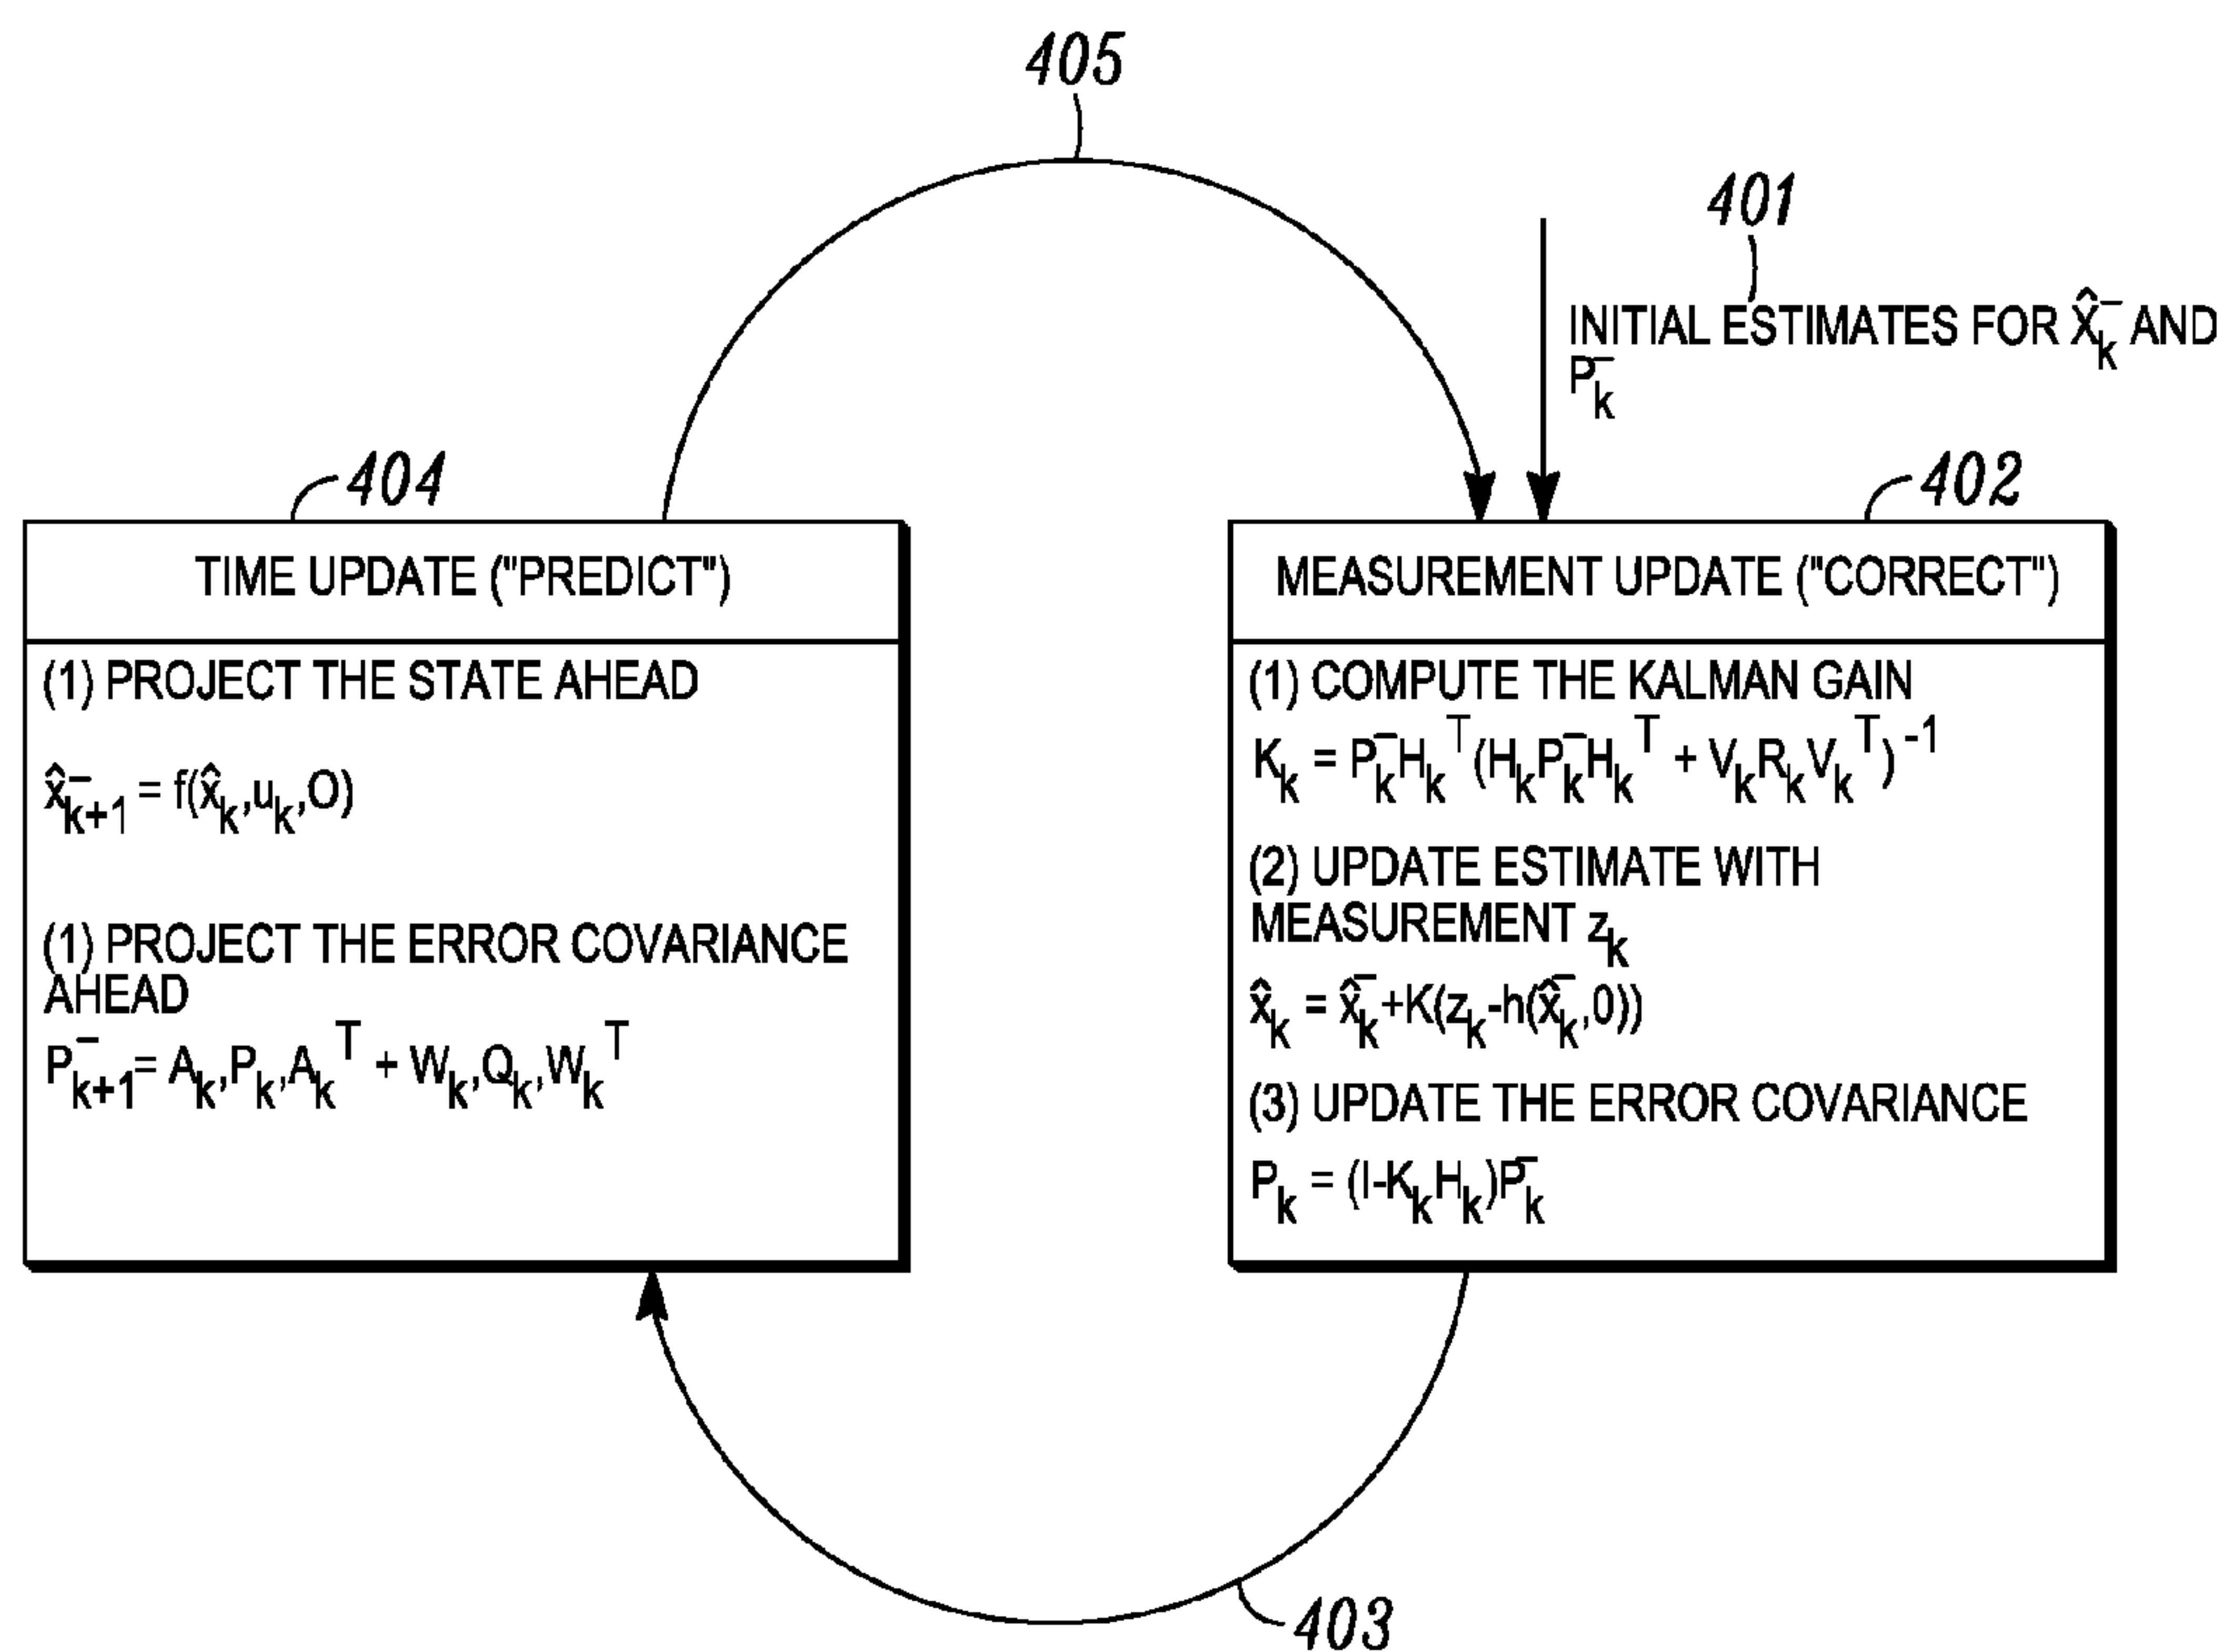 405
401
INITIAL ESTIMATES FOR x̂ₖ⁻ AND
Pₖ⁻
404
402
TIME UPDATE ("PREDICT")
(1) PROJECT THE STATE AHEAD
x̂ₖ₊₁⁻ = f(x̂ₖ,uₖ,O)
(1) PROJECT THE ERROR COVARIANCE
AHEAD
Pₖ₊₁⁻ = Aₖ,Pₖ,Aₖᵀ + Wₖ,Qₖ,Wₖᵀ
MEASUREMENT UPDATE ("CORRECT")
(1) COMPUTE THE KALMAN GAIN
Kₖ = Pₖ⁻Hₖᵀ(HₖPₖ⁻Hₖᵀ + VₖRₖVₖᵀ)⁻¹
(2) UPDATE ESTIMATE WITH
MEASUREMENT zₖ
x̂ₖ = x̂ₖ⁻+K(zₖ-h(x̂ₖ⁻,0))
(3) UPDATE THE ERROR COVARIANCE
Pₖ = (I-KₖHₖ)Pₖ⁻
403